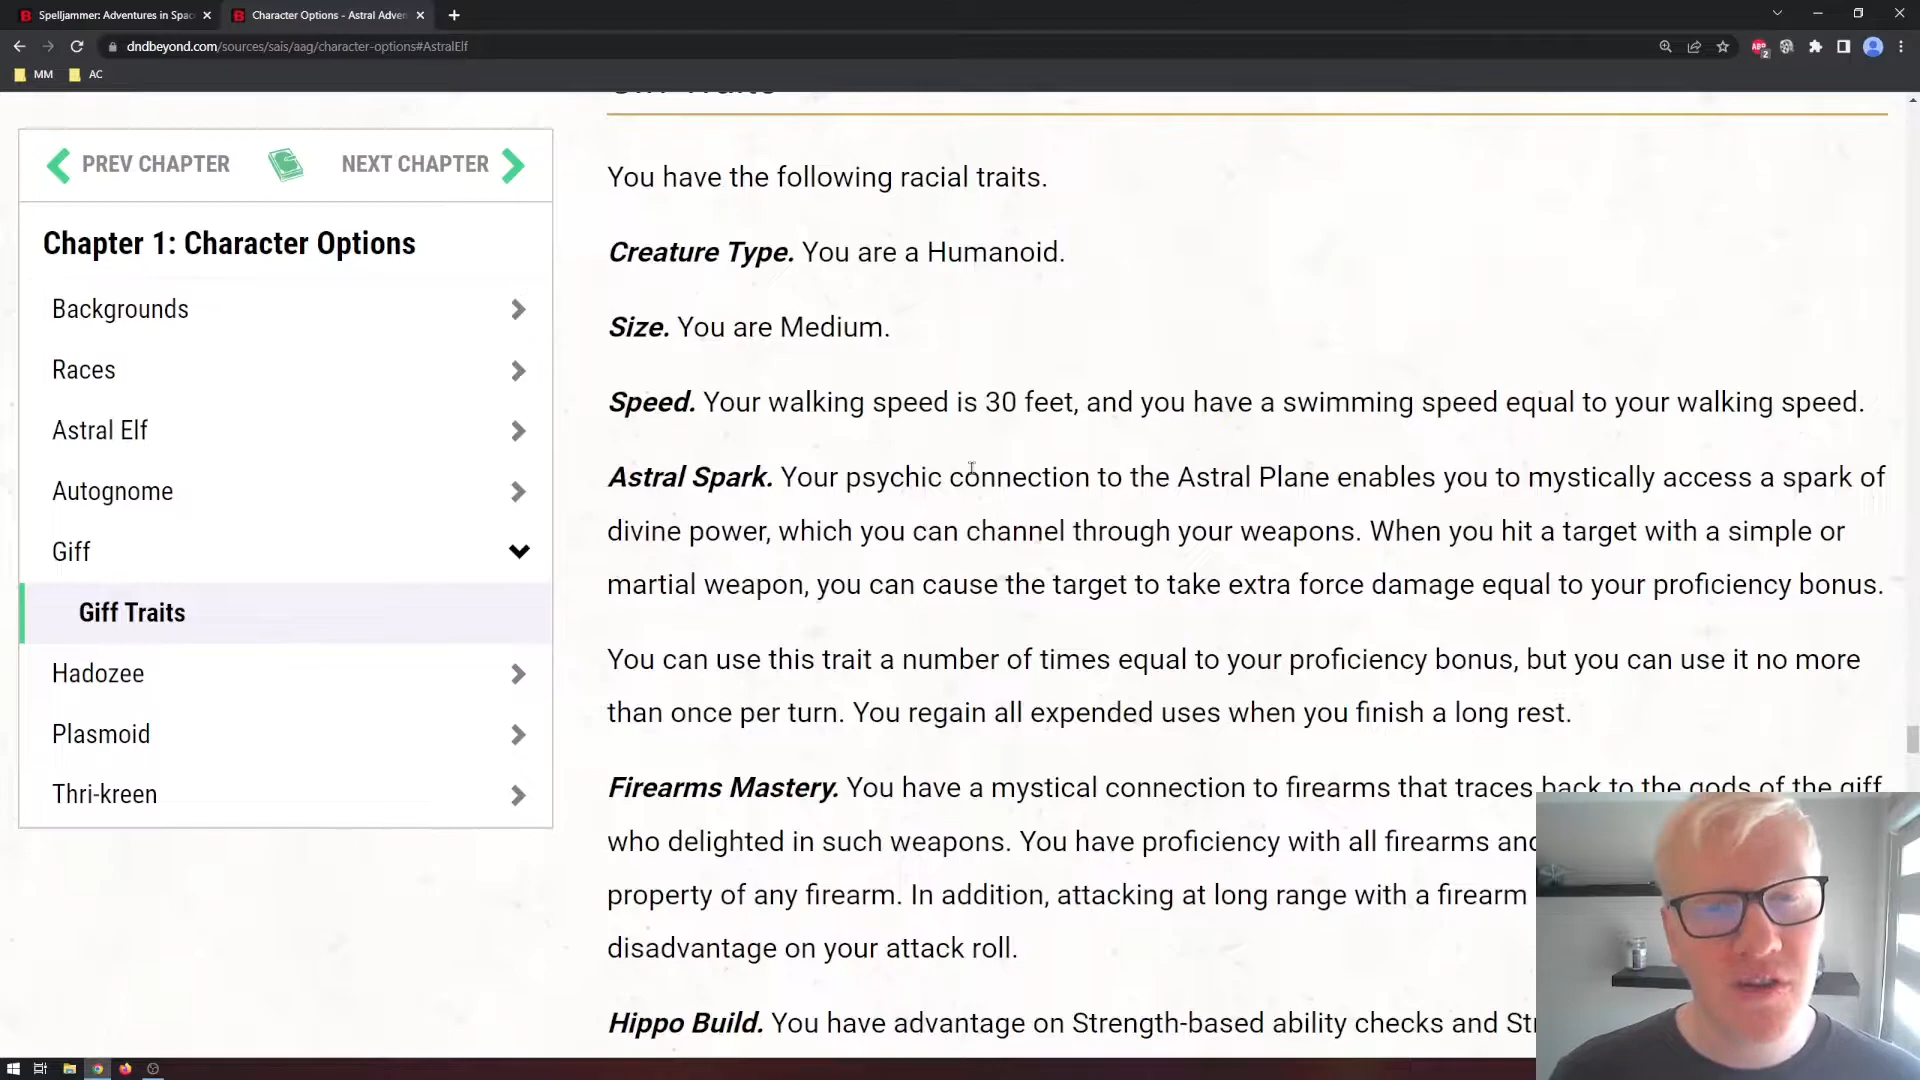 Spelljammer: Adventures in Spac
Character Options - Astral Adven
dndbeyond.com/sources/sais/aag/character-options#AstralElf
ABP
2
MM
AC
PREV CHAPTER
NEXT CHAPTER
Chapter 1: Character Options
Backgrounds
Races
Astral Elf
Autognome
Giff
Giff Traits
Hadozee
Plasmoid
Thri-kreen
You have the following racial traits.
Creature Type. You are a Humanoid.
Size. You are Medium.
Speed. Your walking speed is 30 feet, and you have a swimming speed equal to your walking speed.
Astral Spark. Your psychic connection to the Astral Plane enables you to mystically access a spark of
divine power, which you can channel through your weapons. When you hit a target with a simple or
martial weapon, you can cause the target to take extra force damage equal to your proficiency bonus.
You can use this trait a number of times equal to your proficiency bonus, but you can use it no more
than once per turn. You regain all expended uses when you finish a long rest.
Firearms Mastery. You have a mystical connection to firearms that traces back to the gods of the giff,
who delighted in such weapons. You have proficiency with all firearms and
property of any firearm. In addition, attacking at long range with a firearm
disadvantage on your attack roll.
Hippo Build. You have advantage on Strength-based ability checks and Str